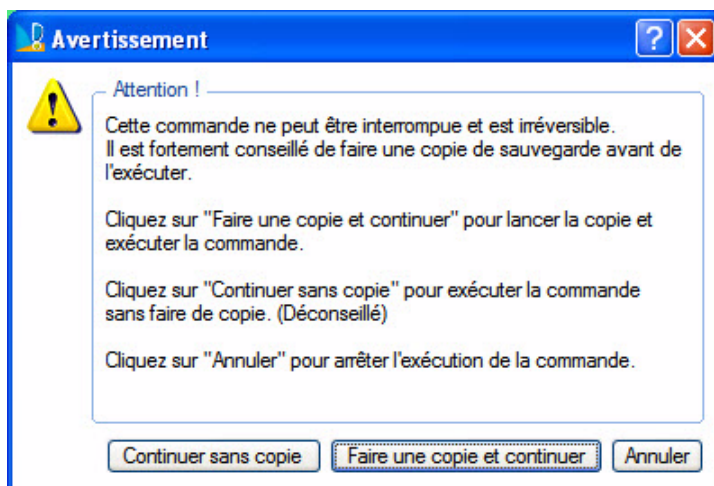 Avertissement
Attention !
Cette commande ne peut être interrompue et est irréversible.
Il est fortement conseillé de faire une copie de sauvegarde avant de
l'exécuter.
Cliquez sur "Faire une copie et continuer" pour lancer la copie et
exécuter la commande.
Cliquez sur "Continuer sans copie" pour exécuter la commande
sans faire de copie. (Déconseillé)
Cliquez sur "Annuler" pour arrêter l'exécution de la commande.
Continuer sans copie Faire une copie et continuer Annuler